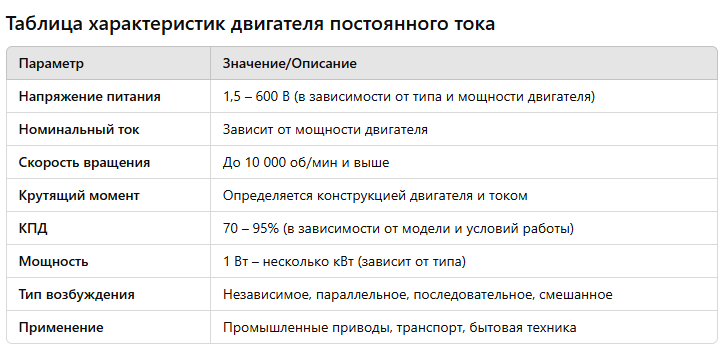 Таблица характеристик двигателя постоянного тока
Параметр Значение/Описание
Напряжение питания 1,5 – 600 В (в зависимости от типа и мощности двигателя)
Номинальный ток Зависит от мощности двигателя
Скорость вращения До 10 000 об/мин и выше
Крутящий момент Определяется конструкцией двигателя и током
КПД 70 – 95% (в зависимости от модели и условий работы)
Мощность 1 Вт – несколько кВт (зависит от типа)
Тип возбуждения Независимое, параллельное, последовательное, смешанное
Применение Промышленные приводы, транспорт, бытовая техника